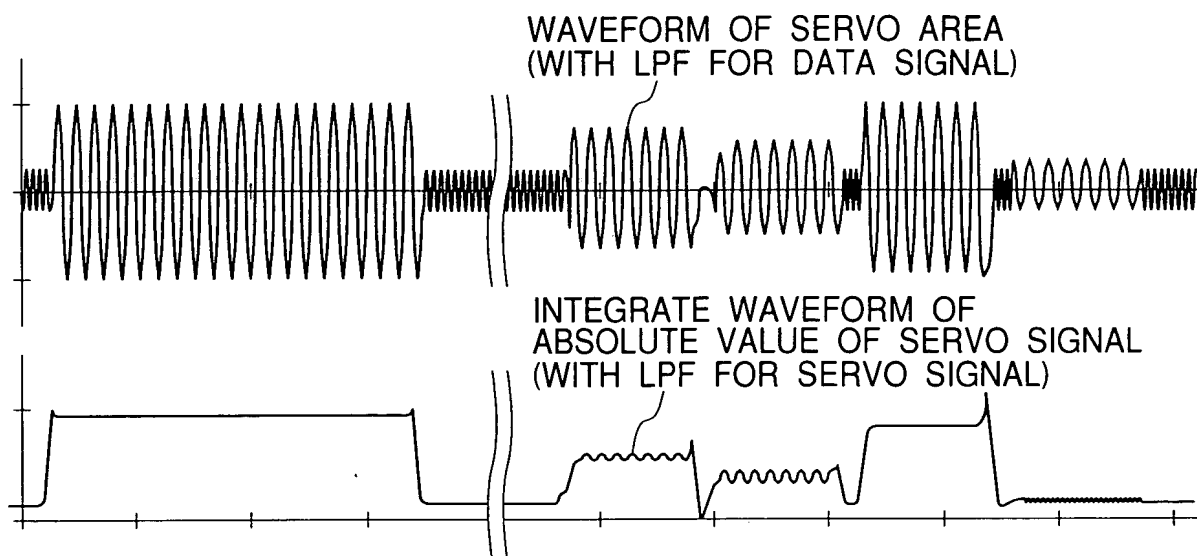 WAVEFORM OF SERVO AREA
(WITH LPF FOR DATA SIGNAL)
INTEGRATE WAVEFORM OF
ABSOLUTE VALUE OF SERVO SIGNAL
(WITH LPF FOR SERVO SIGNAL)